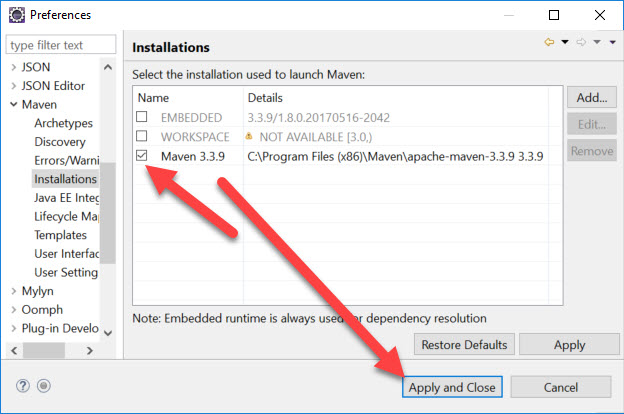 Preferences
type filter text
JSON
JSON Editor
Maven
Archetypes
Discovery
Errors/Warni
Installations
Java EE Integ
Lifecycle Ma
Templates
User Interfac
User Setting
Mylyn
Oomph
Plug-in Develo
Installations
Select the installation used to launch Maven:
Name Details
EMBEDDED 3.3.9/1.8.0.20170516-2042
WORKSPACE NOT AVAILABLE [3.0,)
Maven 3.3.9 C:\Program Files (x86)\Maven\apache-maven-3.3.9 3.3.9
Add...
Edit...
Remove
Note: Embedded runtime is always used for dependency resolution
Restore Defaults Apply
Apply and Close Cancel